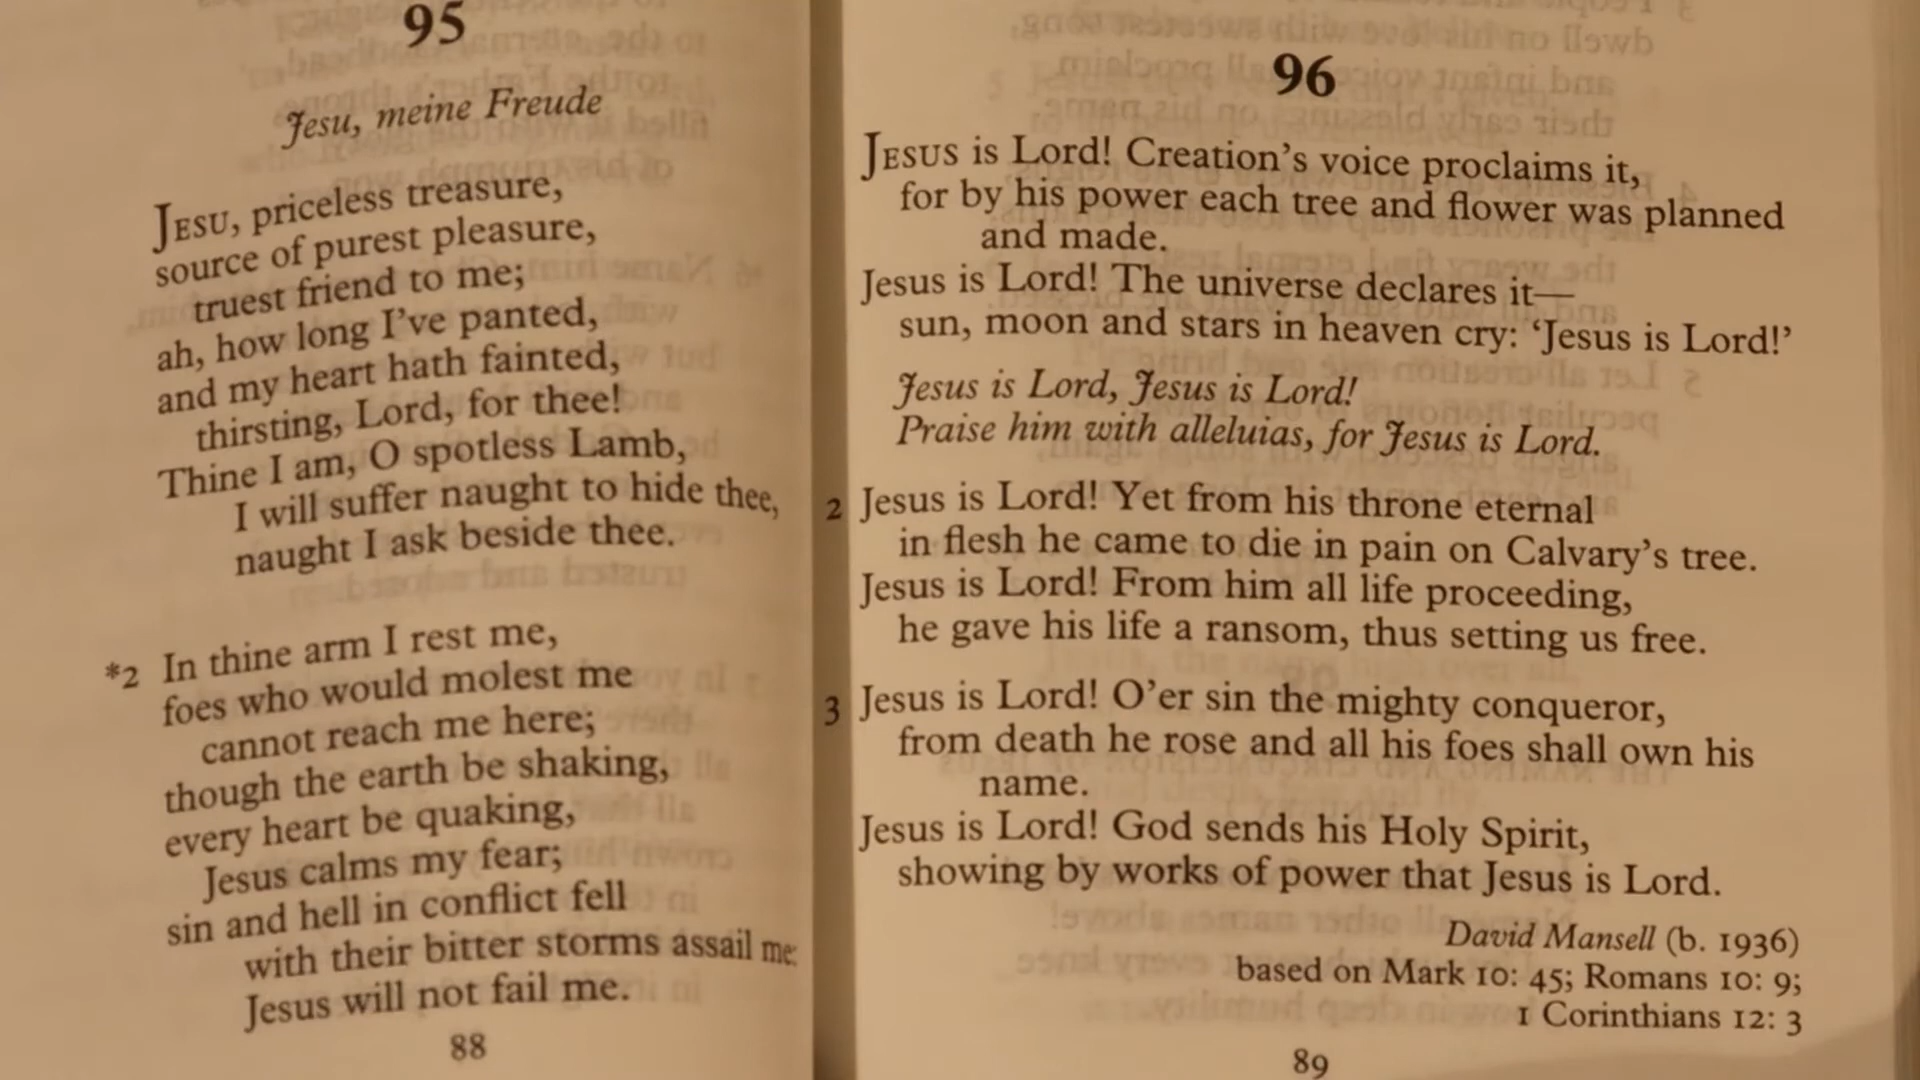 95
Jesu, meine Freude
JESU, priceless treasure,
source of purest pleasure,
truest friend to me;
ah, how long I've panted,
and my heart hath fainted,
thirsting, Lord, for thee!
Thine I am, O spotless Lamb,
I will suffer naught to hide thee,
naught I ask beside thee.
*2 In thine arm I rest me,
foes who would molest me
cannot reach me here;
though the earth be shaking,
every heart be quaking,
Jesus calms my fear;
sin and hell in conflict fell
with their bitter storms assail me:
Jesus will not fail me.
88
96
JESUS is Lord! Creation's voice proclaims it,
for by his power each tree and flower was planned
and made.
Jesus is Lord! The universe declares it—
sun, moon and stars in heaven cry: ‘Jesus is Lord!’
Jesus is Lord, Jesus is Lord!
Praise him with alleluias, for Jesus is Lord.
2 Jesus is Lord! Yet from his throne eternal
in flesh he came to die in pain on Calvary's tree.
Jesus is Lord! From him all life proceeding,
he gave his life a ransom, thus setting us free.
3 Jesus is Lord! O'er sin the mighty conqueror,
from death he rose and all his foes shall own his
name.
Jesus is Lord! God sends his Holy Spirit,
showing by works of power that Jesus is Lord.
David Mansell (b. 1936)
based on Mark 10: 45; Romans 10: 9;
1 Corinthians 12: 3
89